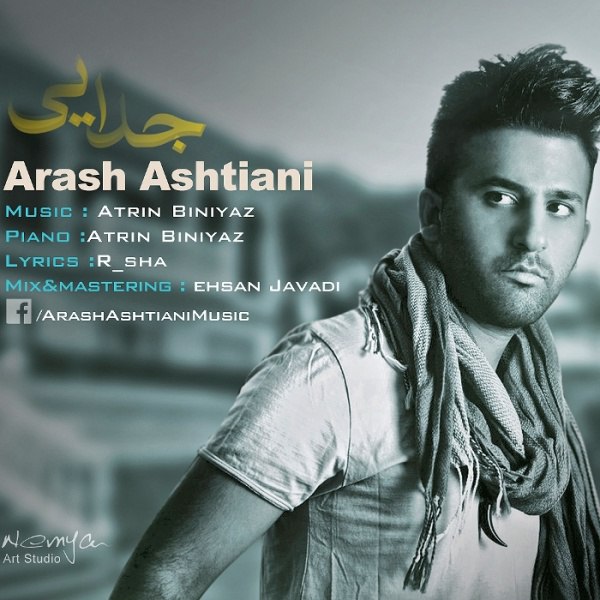 جدایی
Arash Ashtiani
Music : Atrin Biniyaz
Piano :Atrin Biniyaz
Lyrics :R_sha
Mix&mastering : ehsan Javadi
f /ArashAshtianiMusic
Art Studio